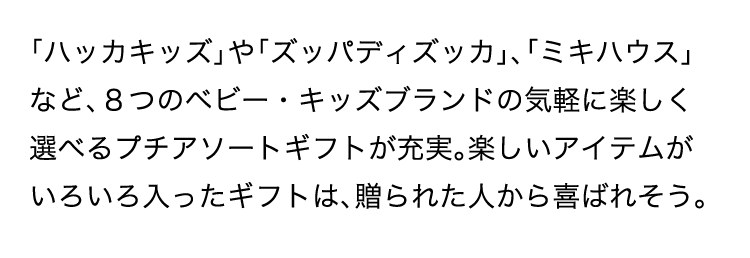 「ハッカキッズ」や「ズッパディズッカ」、「ミキハウス」
など、８つのベビー・キッズブランドの気軽に楽しく
選べるプチアソートギフトが充実。楽しいアイテムが
いろいろ入ったギフトは、贈られた人から喜ばれそう。